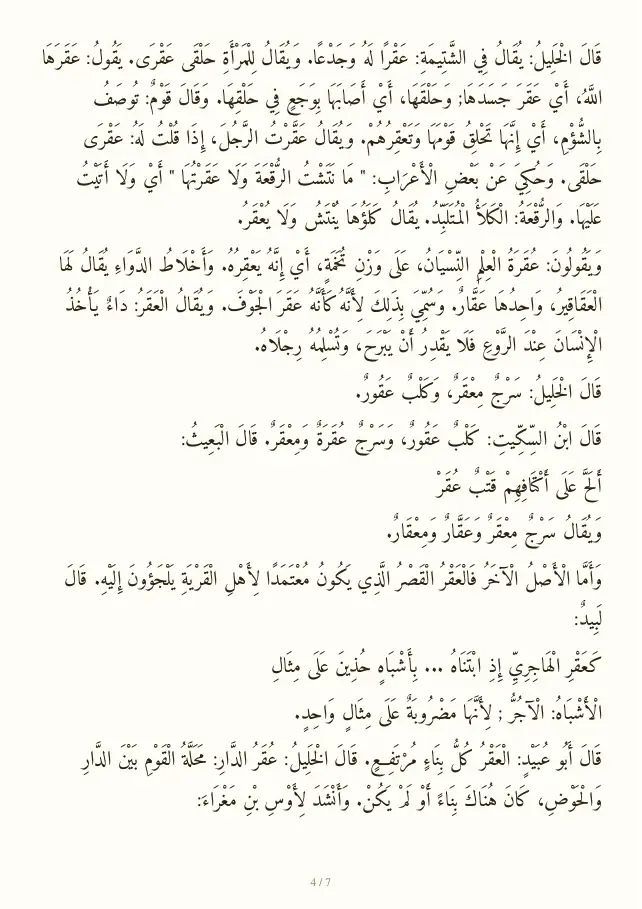 قَالَ الْخَلِيلُ: يُقَالُ فِي الشَّتِيمَةِ: عَقْرًا لَهُ وَجَدْعًا. وَيُقَالُ لِلْمَرْأَةِ حَلْقَى عَقْرَى. يَقُولُ: عَقَرَهَا
اللَّهُ، أَيْ عَقَرَ جَسَدَهَا; وَحَلَقَهَا، أَيْ أَصَابَهَا بِوَجَعٍ فِي حَلْقِهَا. وَقَالَ قَوْمٌ: تُوصَفُ
بِالشُّؤْمِ، أَيْ إِنَّهَا تَحْلِقُ قَوْمَهَا وَتَعْقِرُهُمْ. وَيُقَالُ عَقَّرْتُ الرَّجُلَ، إِذَا قُلْتُ لَهُ: عَقْرَى
حَلْقَى. وَحُكِيَ عَنْ بَعْضِ الْأَعْرَابِ: " مَا نَتَشْتُ الرُّقْعَةَ وَلَا عَقَرْتُهَا " أَيْ وَلَا أَتَيْتُ
عَلَيْهَا. وَالرُّقْعَةُ: الْكَلَأُ الْمُتَلَبِّدُ. يُقَالُ كَلَؤُهَا يُنْتَشُ وَلَا يُعْقَرُ.
وَيَقُولُونَ: عُقَرَةُ الْعِلْمِ النِّسْيَانُ، عَلَى وَزْنِ تُخَمَةٍ، أَيْ إِنَّهُ يَعْقِرُهُ. وَأَخْلَاطُ الدَّوَاءِ يُقَالُ لَهَا
الْعَقَاقِيرُ، وَاحِدُهَا عَقَّارٌ. وَسُمِّيَ بِذَلِكَ لِأَنَّهُ كَأَنَّهُ عَقَرَ الْجَوْفَ. وَيُقَالُ الْعَقَرُ: دَاءٌ يَأْخُذُ
الْإِنْسَانَ عِنْدَ الرَّوْعِ فَلَا يَقْدِرُ أَنْ يَبْرَحَ، وَتُسْلِمُهُ رِجْلَاهُ.
قَالَ الْخَلِيلُ: سَرْجٌ مِعْقَرٌ، وَكَلْبٌ عَقُورٌ.
قَالَ ابْنُ السِّكِّيتِ: كَلْبٌ عَقُورٌ، وَسَرْجٌ عُقَرَةٌ وَمِعْقَرٌ. قَالَ الْبَعِيثُ:
أَلَحَّ عَلَى أَكْتَافِهِمْ قَتْبٌ عُقَرْ
وَيُقَالُ سَرْجٌ مِعْقَرٌ وَعَقَّارٌ وَمِعْقَارٌ.
وَأَمَّا الْأَصْلُ الْآخَرُ فَالْعَقْرُ الْقَصْرُ الَّذِي يَكُونُ مُعْتَمَدًا لِأَهْلِ الْقَرْيَةِ يَلْجَؤُونَ إِلَيْهِ. قَالَ
لَبِيدٌ:
كَعَقْرِ الْهَاجِرِيِّ إِذِ ابْتَنَاهُ ... بِأَشْبَاهٍ حُذِينَ عَلَى مِثَالِ
الْأَشْبَاهُ: الْآجُرُّ ; لِأَنَّهَا مَضْرُوبَةٌ عَلَى مِثَالٍ وَاحِدٍ.
قَالَ أَبُو عُبَيْدٍ: الْعَقْرُ كُلُّ بِنَاءٍ مُرْتَفِعٍ. قَالَ الْخَلِيلُ: عُقَرُ الدَّارِ: مَحَلَّةُ الْقَوْمِ بَيْنَ الدَّارِ
وَالْحَوْضِ، كَانَ هُنَاكَ بِنَاءً أَوْ لَمْ يَكُنْ. وَأَنْشَدَ لِأَوْسِ بْنِ مَغْرَاءَ:
4 / 7